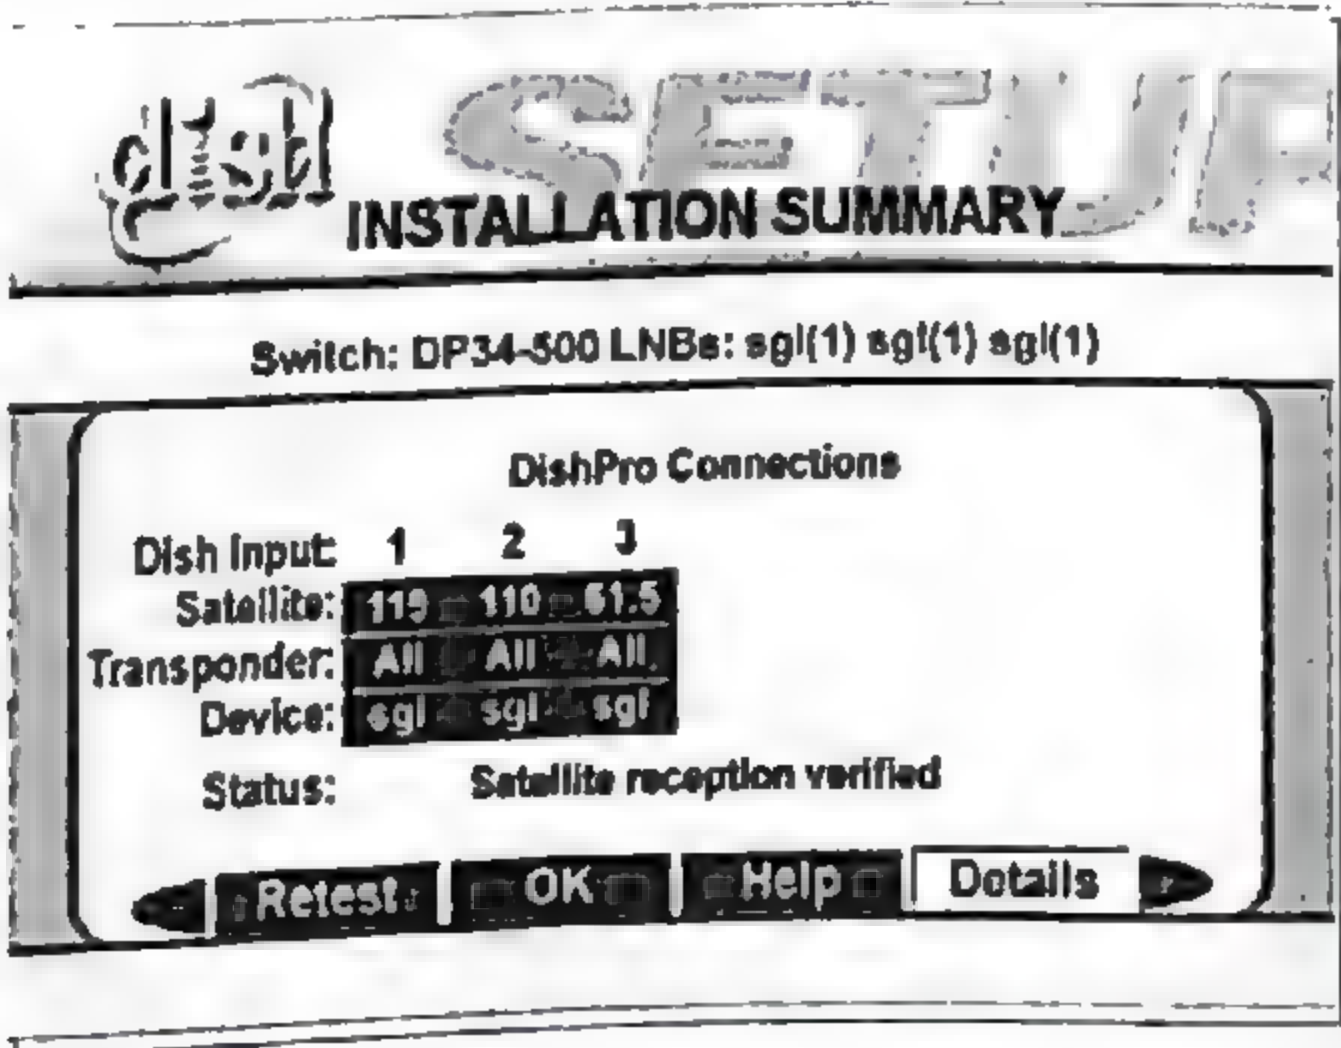 dish SETUP
INSTALLATION SUMMARY
Switch: DP34-500 LNBs: sgl(1) sgl(1) sgl(1)
DishPro Connections
Dish Input: 1 2 3
Satellite: 119 110 61.5
Transponder: All All All
Device: sgl sgl sgl
Status: Satellite reception verified
Retest OK Help Details